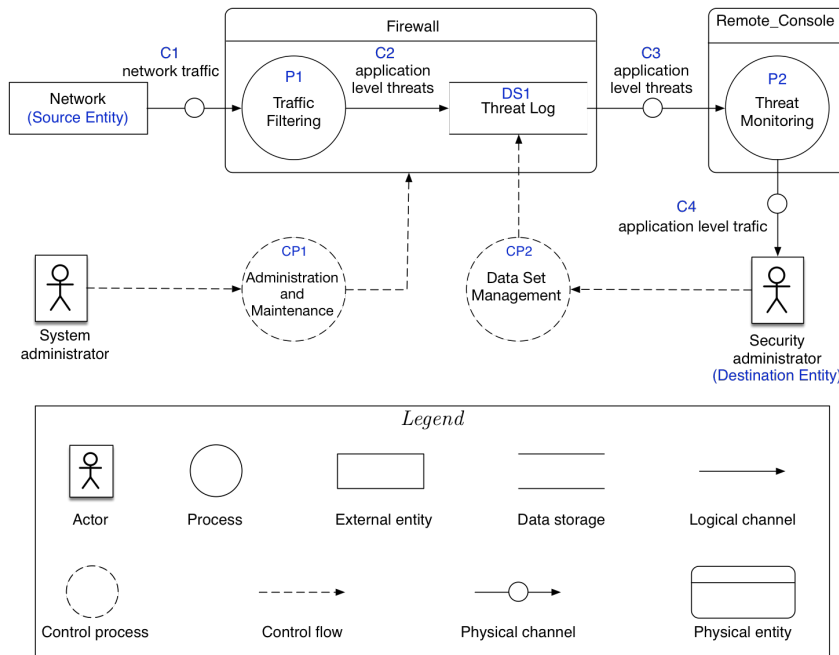 Firewall
Remote_Console
C1
network traffic
P1
Traffic
Filtering
C2
application
level threats
DS1
Threat Log
C3
application
level threats
P2
Threat
Monitoring
Network
(Source Entity)
C4
application level trafic
CP1
Administration
and
Maintenance
CP2
Data Set
Management
System
administrator
Security
administrator
(Destination Entity)
Legend
Actor
Process
External entity
Data storage
Logical channel
Control process
Control flow
Physical channel
Physical entity